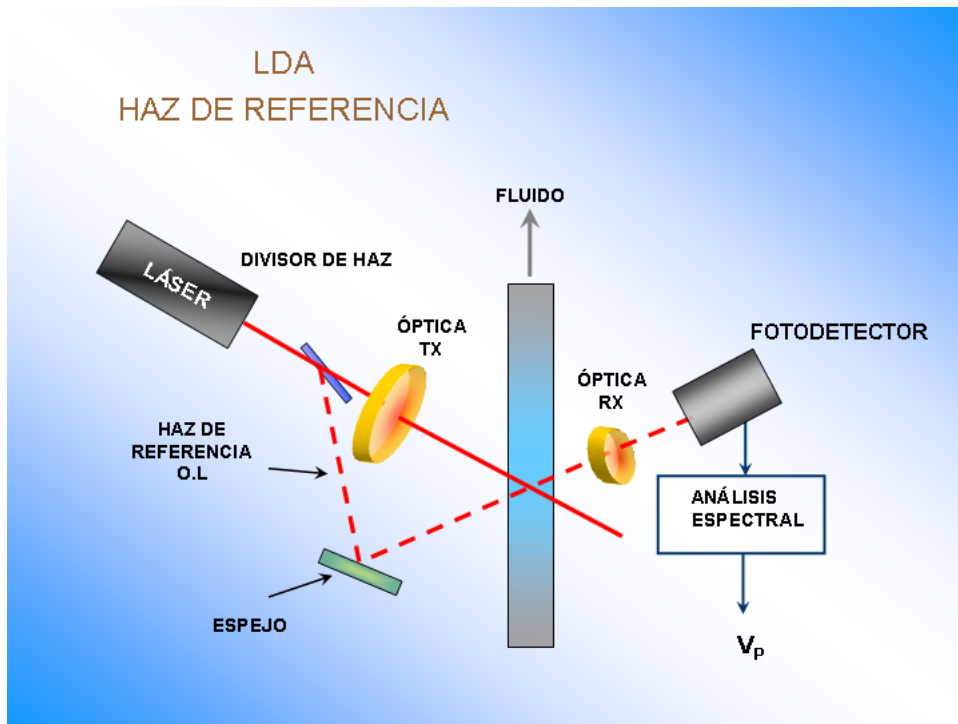 LDA
HAZ DE REFERENCIA
FLUIDO
DIVISOR DE HAZ
LÁSER
ÓPTICA
TX
FOTODETECTOR
ÓPTICA
RX
HAZ DE
REFERENCIA
O.L
ANÁLISIS
ESPECTRAL
ESPEJO
VP